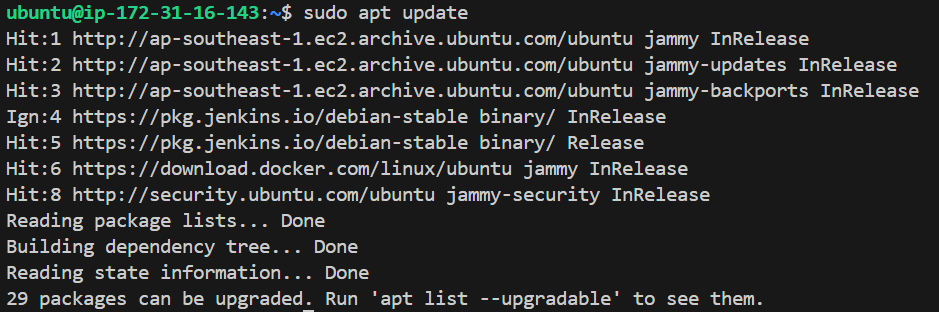 ubuntu@ip-172-31-16-143:~$ sudo apt update
Hit:1 http://ap-southeast-1.ec2.archive.ubuntu.com/ubuntu jammy InRelease
Hit:2 http://ap-southeast-1.ec2.archive.ubuntu.com/ubuntu jammy-updates InRelease
Hit:3 http://ap-southeast-1.ec2.archive.ubuntu.com/ubuntu jammy-backports InRelease
Ign:4 https://pkg.jenkins.io/debian-stable binary/ InRelease
Hit:5 https://pkg.jenkins.io/debian-stable binary/ Release
Hit:6 https://download.docker.com/linux/ubuntu jammy InRelease
Hit:8 http://security.ubuntu.com/ubuntu jammy-security InRelease
Reading package lists... Done
Building dependency tree... Done
Reading state information... Done
29 packages can be upgraded. Run 'apt list --upgradable' to see them.